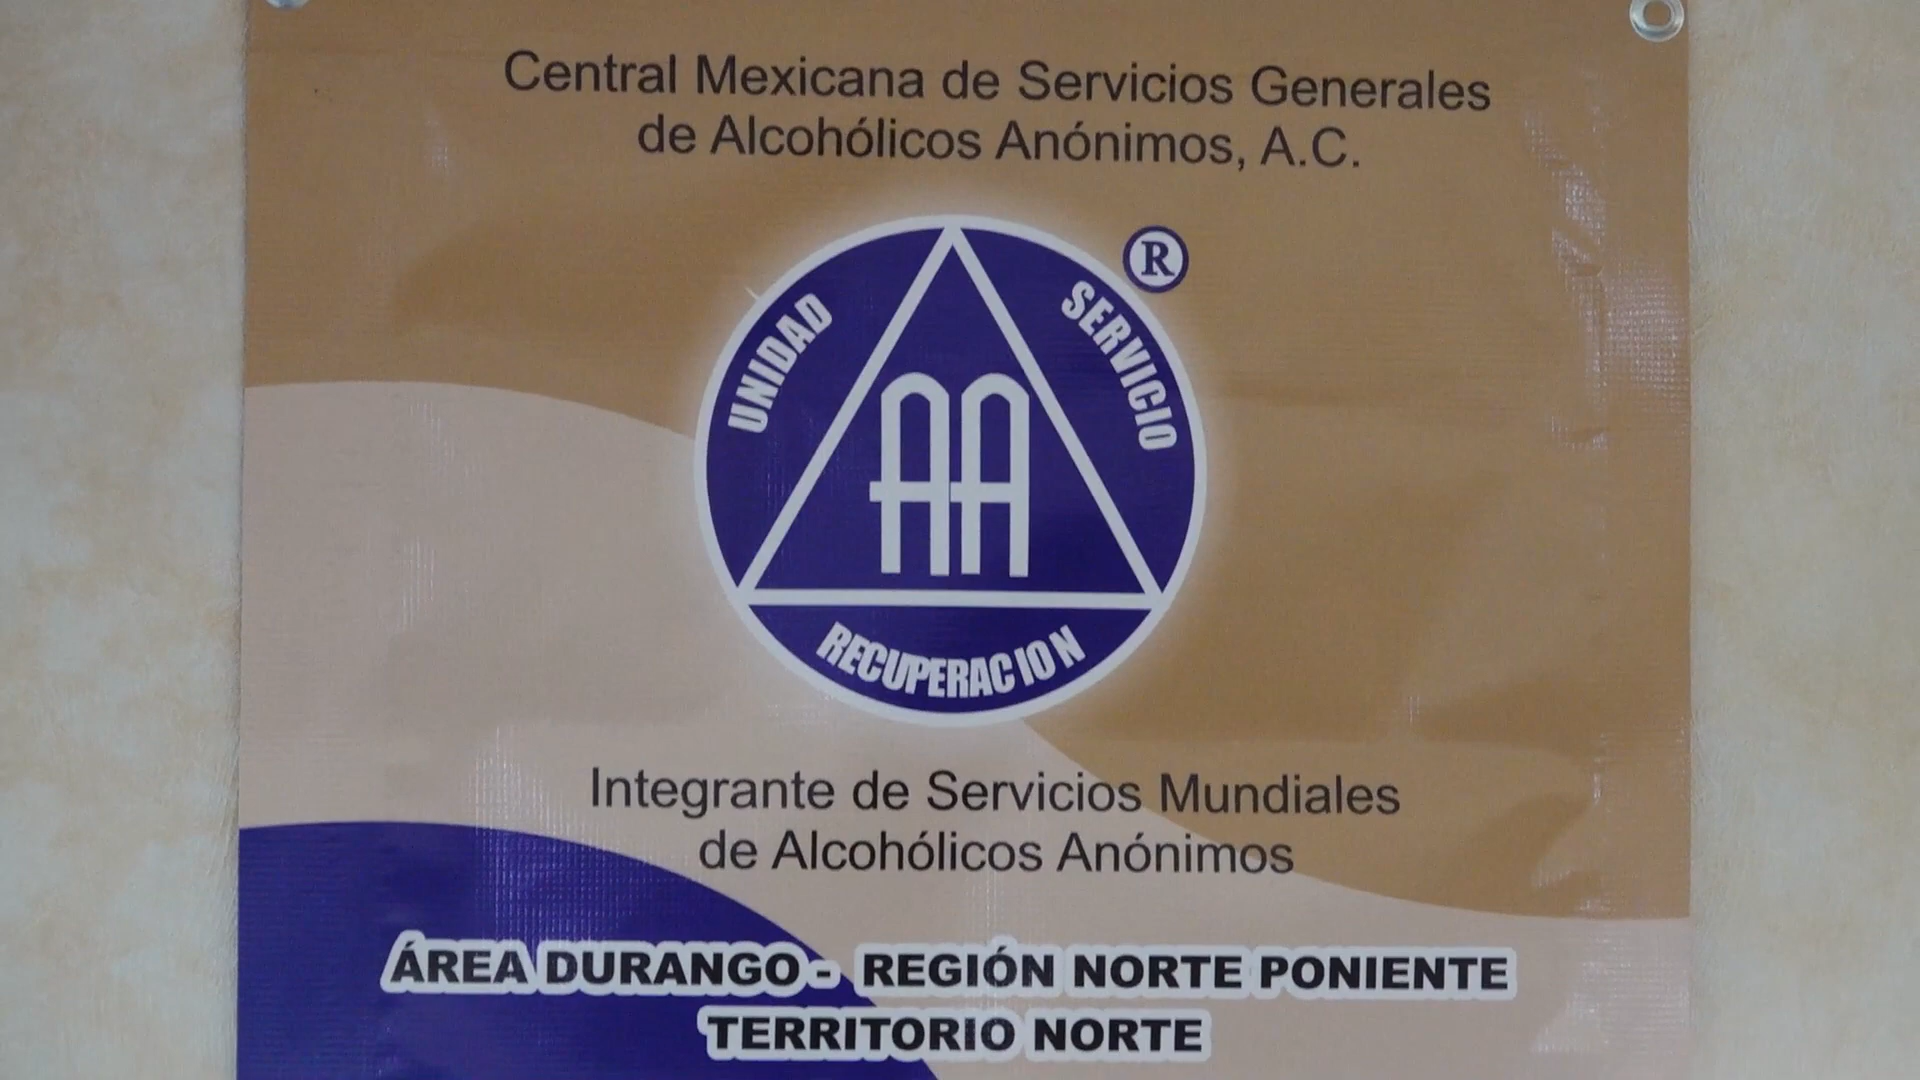 Central Mexicana de Servicios Generales
de Alcohólicos Anónimos, A.C.
®
UNIDAD
SERVICIO
AA
RECUPERACION
Integrante de Servicios Mundiales
de Alcohólicos Anónimos
ÁREA DURANGO - REGIÓN NORTE PONIENTE
TERRITORIO NORTE